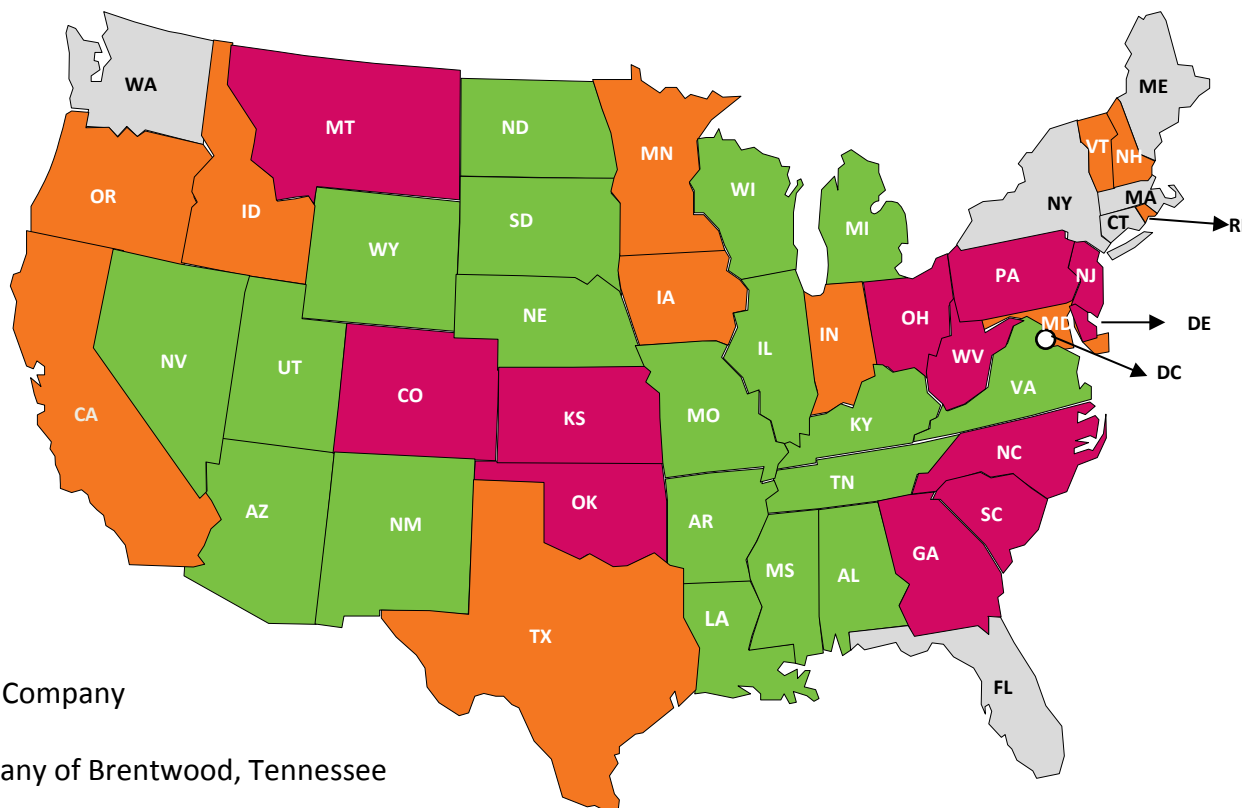 WA
ME
MT
ND
VT
MN
NH
WI
OR
MA
NY
ID
SD
CT
MI
R
WY
PA
NJ
IA
NE
OH
MD
DE
IN
IL
NV
WV
UT
DC
VA
CO
CA
MO
KS
KY
NC
TN
OK
AZ
SC
AR
NM
GA
MS
AL
LA
TX
FL
Company
any of Brentwood, Tennessee